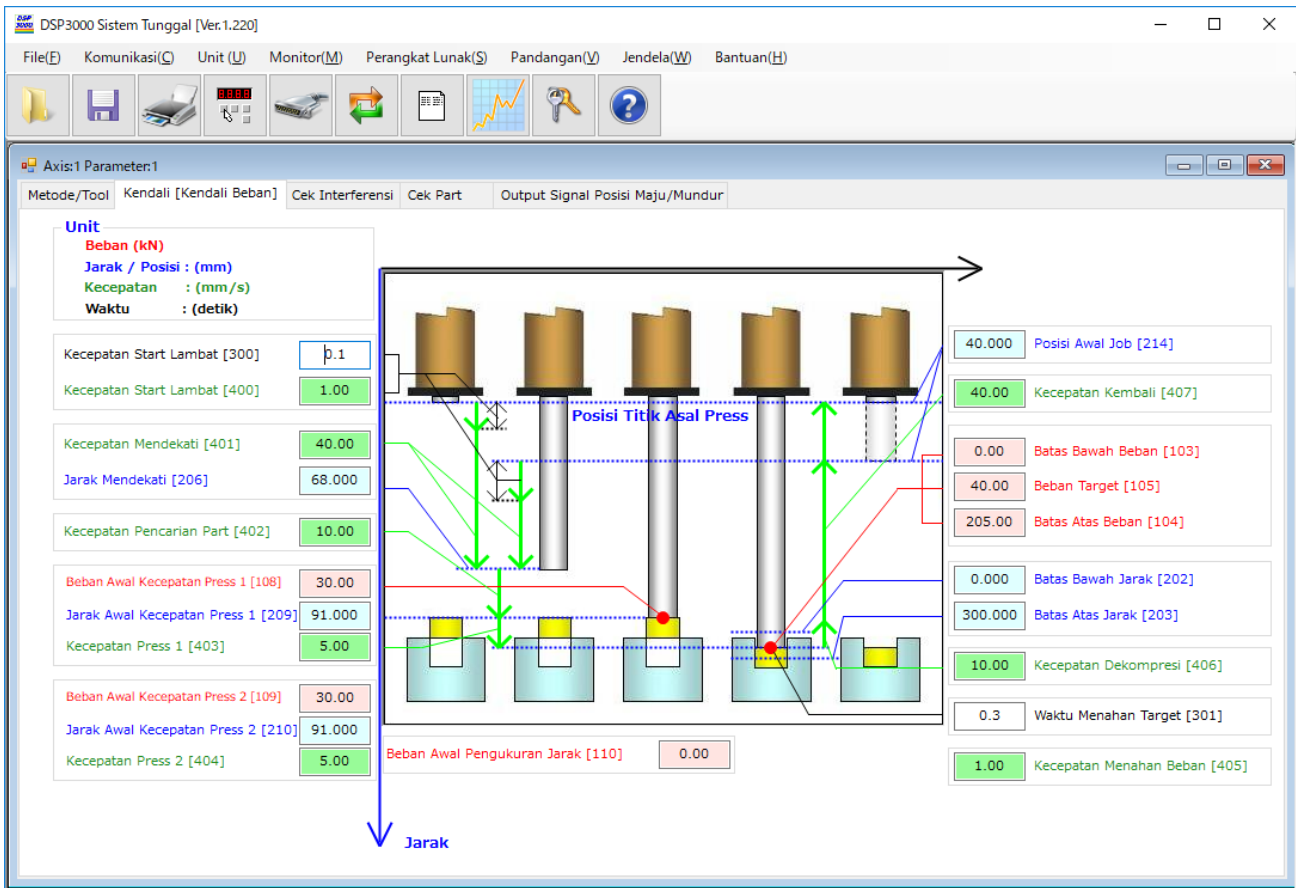 DSP3000 Sistem Tunggal [Ver.1.220]
File(F) Komunikasi(C) Unit (U) Monitor(M) Perangkat Lunak(S) Pandangan(V) Jendela(W) Bantuan(H)
Axis:1 Parameter:1
Metode/Tool Kendali [Kendali Beban] Cek Interferensi Cek Part Output Signal Posisi Maju/Mundur
Unit
Beban (kN)
Jarak / Posisi : (mm)
Kecepatan : (mm/s)
Waktu : (detik)
Kecepatan Start Lambat [300] 0.1
Kecepatan Start Lambat [400] 1.00
Kecepatan Mendekati [401] 40.00
Jarak Mendekati [206] 68.000
Kecepatan Pencarian Part [402] 10.00
Beban Awal Kecepatan Press 1 [108] 30.00
Jarak Awal Kecepatan Press 1 [209] 91.000
Kecepatan Press 1 [403] 5.00
Beban Awal Kecepatan Press 2 [109] 30.00
Jarak Awal Kecepatan Press 2 [210] 91.000
Kecepatan Press 2 [404] 5.00
Posisi Titik Asal Press
Beban Awal Pengukuran Jarak [110] 0.00
Jarak
40.000 Posisi Awal Job [214]
40.00 Kecepatan Kembali [407]
0.00 Batas Bawah Beban [103]
40.00 Beban Target [105]
205.00 Batas Atas Beban [104]
0.000 Batas Bawah Jarak [202]
300.000 Batas Atas Jarak [203]
10.00 Kecepatan Dekompresi [406]
0.3 Waktu Menahan Target [301]
1.00 Kecepatan Menahan Beban [405]